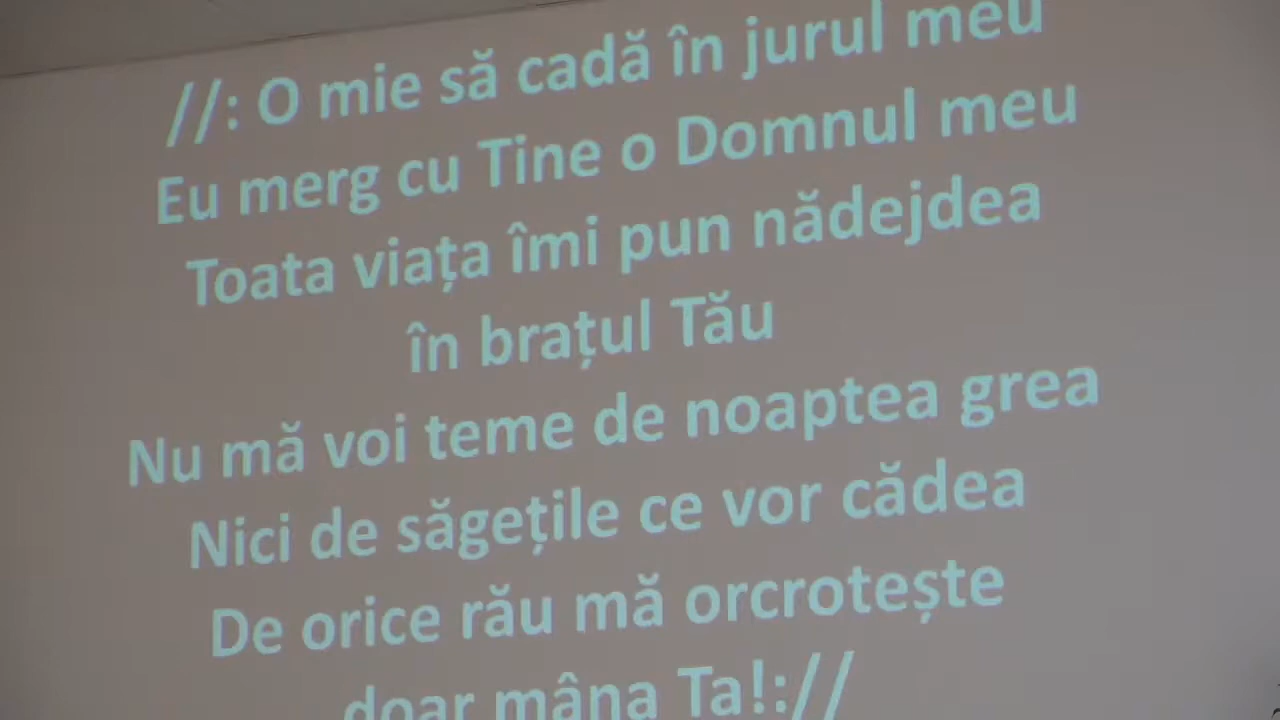 //: O mie să cadă în jurul meu
Eu merg cu Tine o Domnul meu
Toata viața îmi pun nădejdea
în brațul Tău
Nu mă voi teme de noaptea grea
Nici de săgețile ce vor cădea
De orice rău mă orcrotește
doar mâna Ta!://